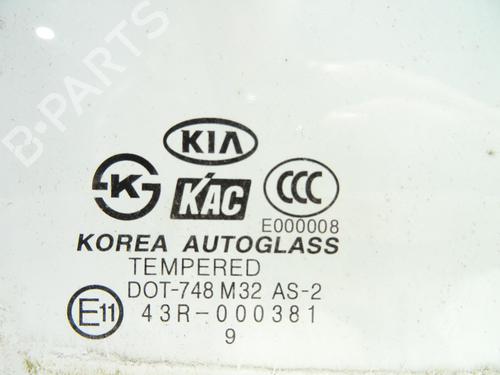 B-PARTS
KIA
K
KAC
CCC
E000008
KOREA AUTOGLASS
TEMPERED
DOT-748 M32 AS-2
E11
43R-000381
9